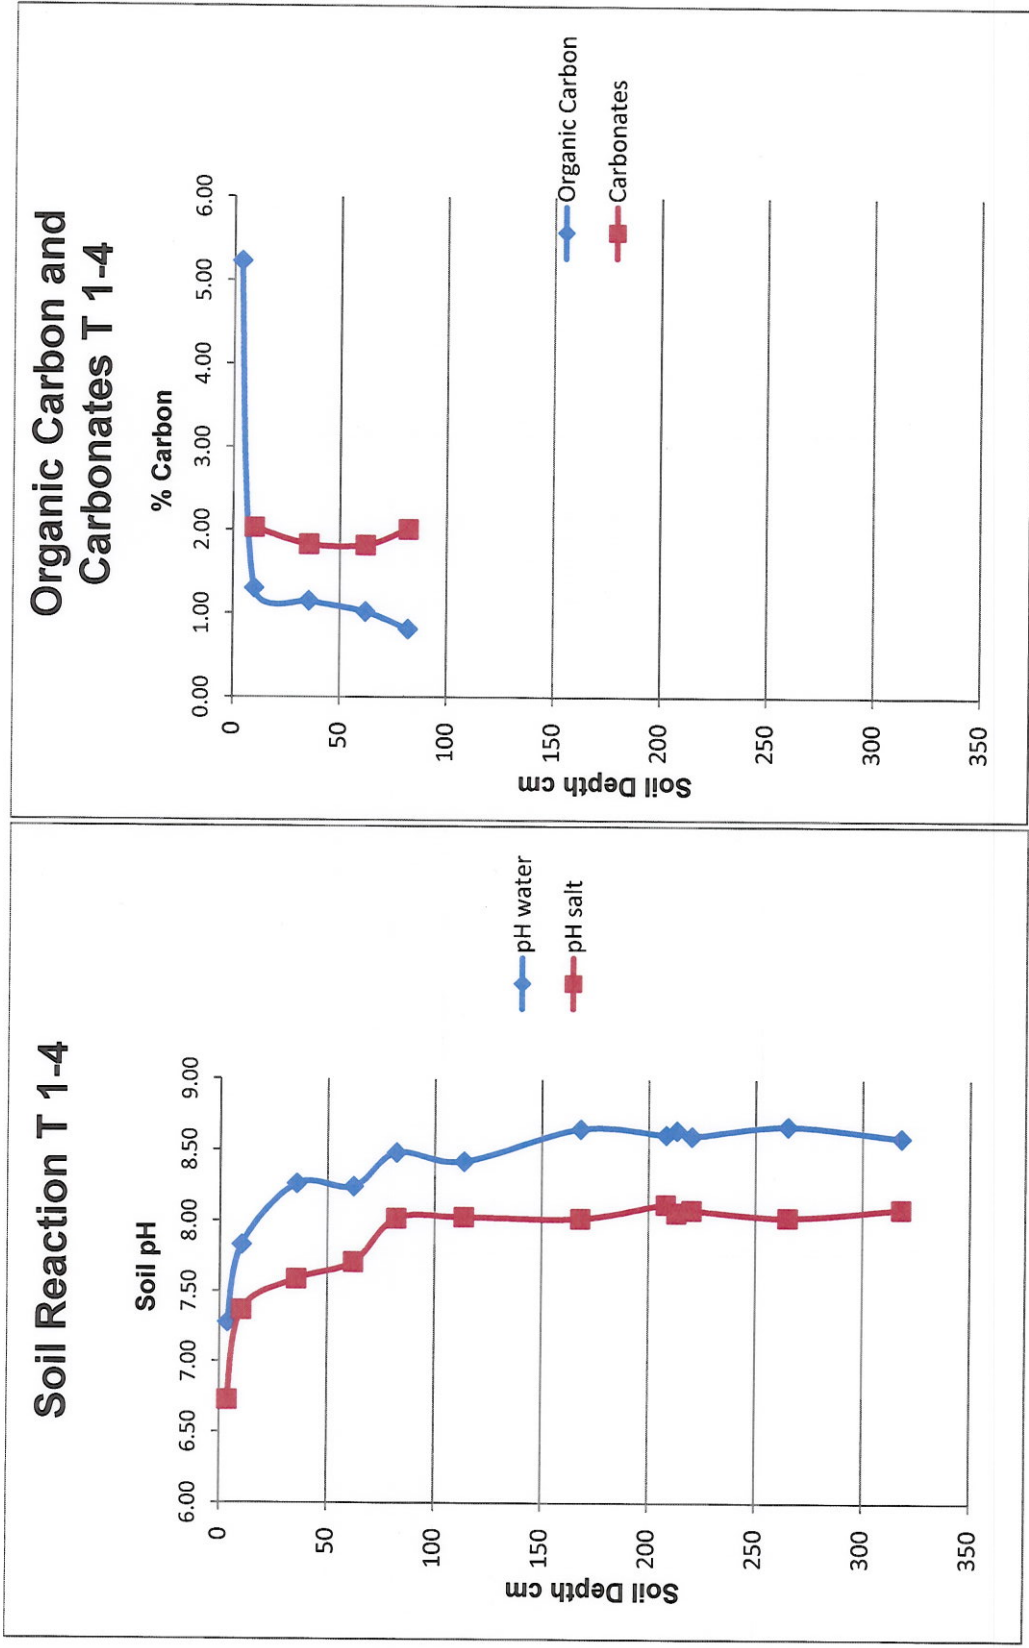 Soil Reaction T 1-4
Soil pH
6.00 6.50 7.00 7.50 8.00 8.50 9.00
0
50
100
150
200
250
300
350
Soil Depth cm
pH water
pH salt
Organic Carbon and
Carbonates T 1-4
% Carbon
0.00 1.00 2.00 3.00 4.00 5.00 6.00
0
50
100
150
200
250
300
350
Soil Depth cm
Organic Carbon
Carbonates